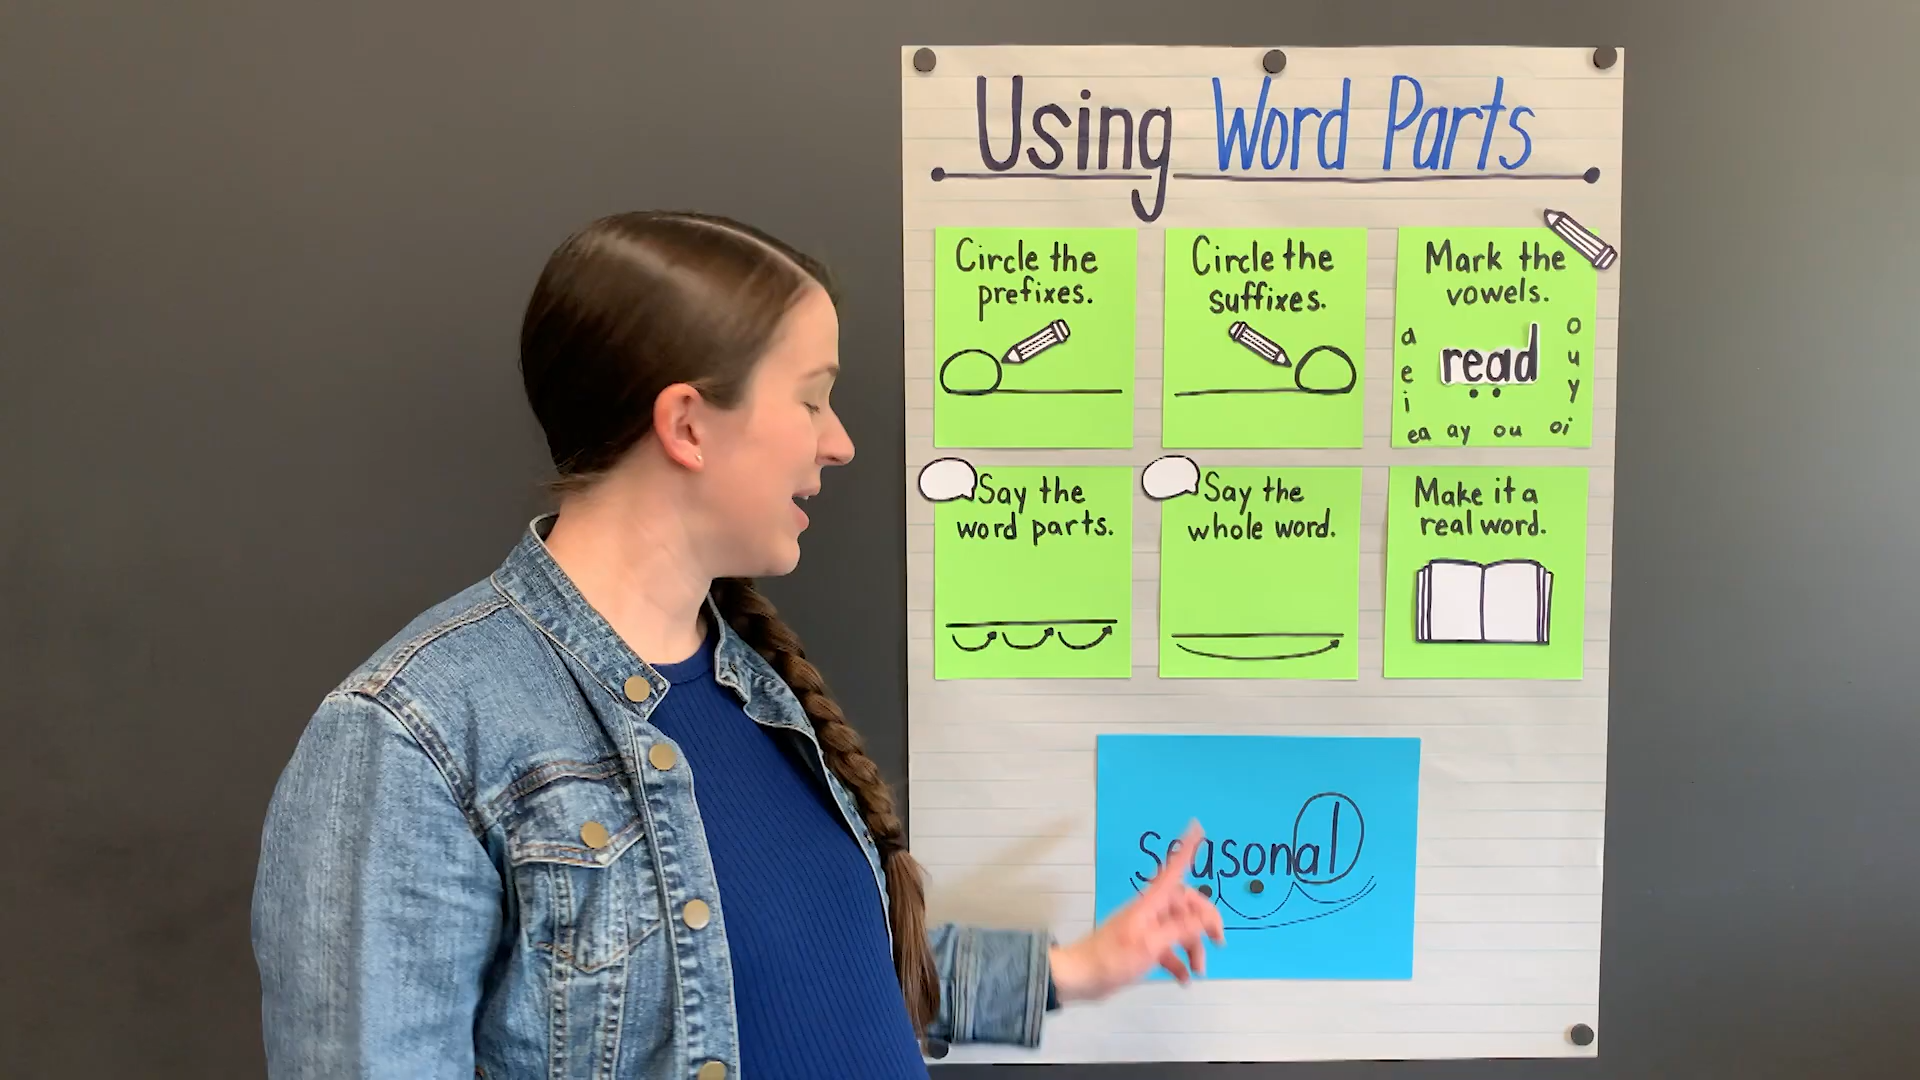 Using Word Parts
Circle the
prefixes.
Circle the
suffixes.
Mark the
vowels.
a
e
i
read
o
u
y
ea ay ou oi
Say the
word parts.
Say the
whole word.
Make it a
real word.
seasonal